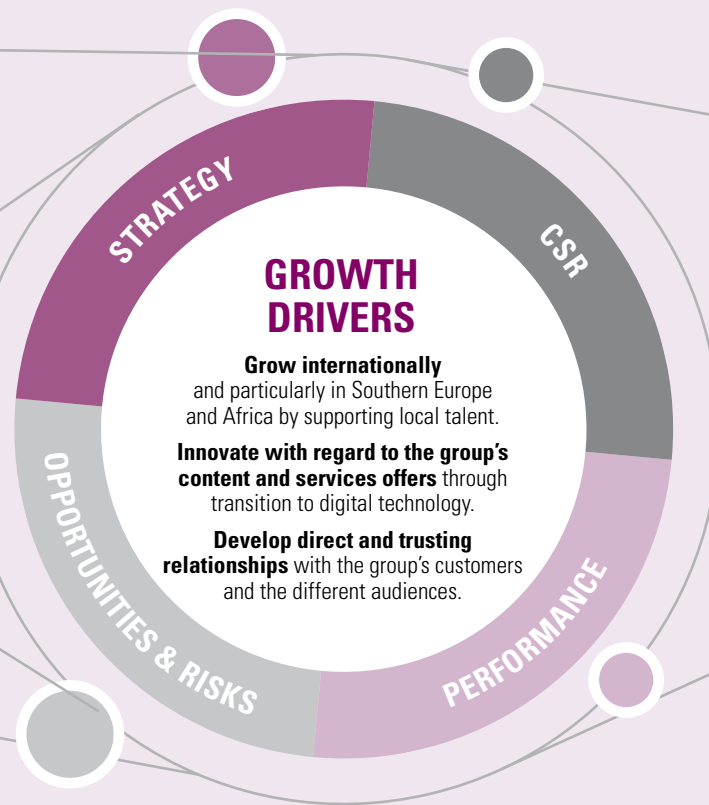 STRATEGY
CSR
GROWTH
DRIVERS
Grow internationally
and particularly in Southern Europe
and Africa by supporting local talent.
Innovate with regard to the group's
content and services offers through
transition to digital technology.
Develop direct and trusting
relationships with the group's customers
and the different audiences.
OPPORTUNITIES & RISKS
PERFORMANCE